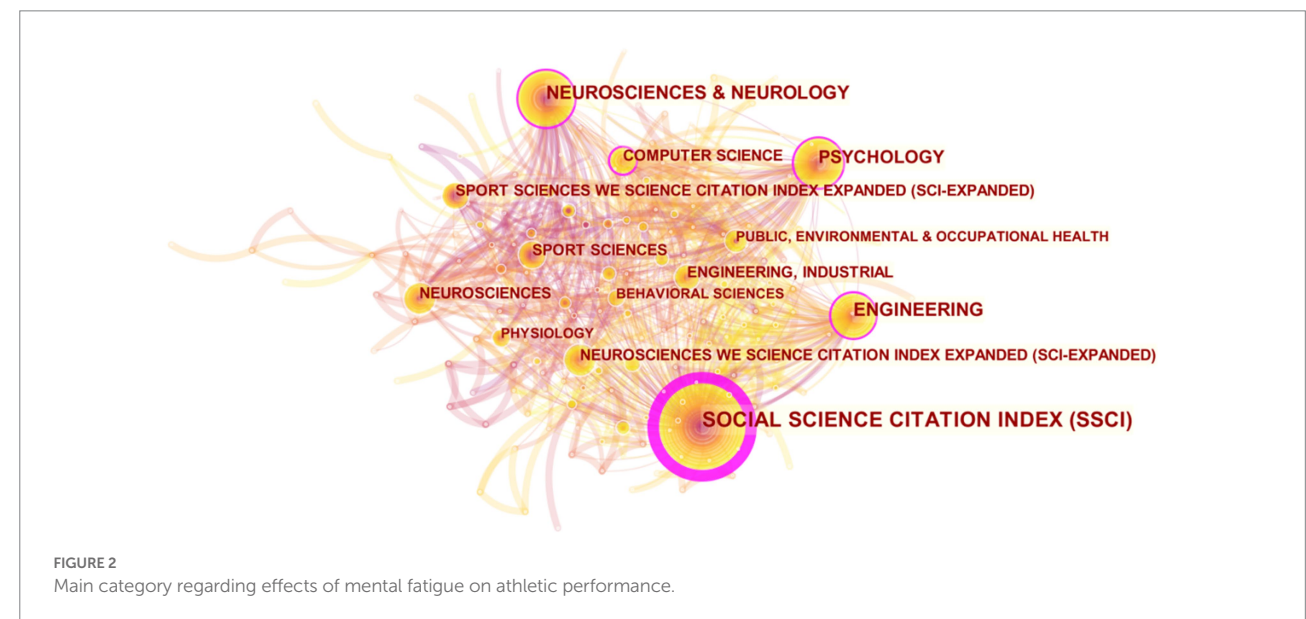 NEUROSCIENCES & NEUROLOGY
COMPUTER SCIENCE
PSYCHOLOGY
SPORT SCIENCES WE SCIENCE CITATION INDEX EXPANDED (SCI-EXPANDED)
PUBLIC, ENVIRONMENTAL & OCCUPATIONAL HEALTH
SPORT SCIENCES
ENGINEERING, INDUSTRIAL
NEUROSCIENCES
BEHAVIORAL SCIENCES
ENGINEERING
PHYSIOLOGY
NEUROSCIENCES WE SCIENCE CITATION INDEX EXPANDED (SCI-EXPANDED)
SOCIAL SCIENCE CITATION INDEX (SSCI)
FIGURE 2
Main category regarding effects of mental fatigue on athletic performance.